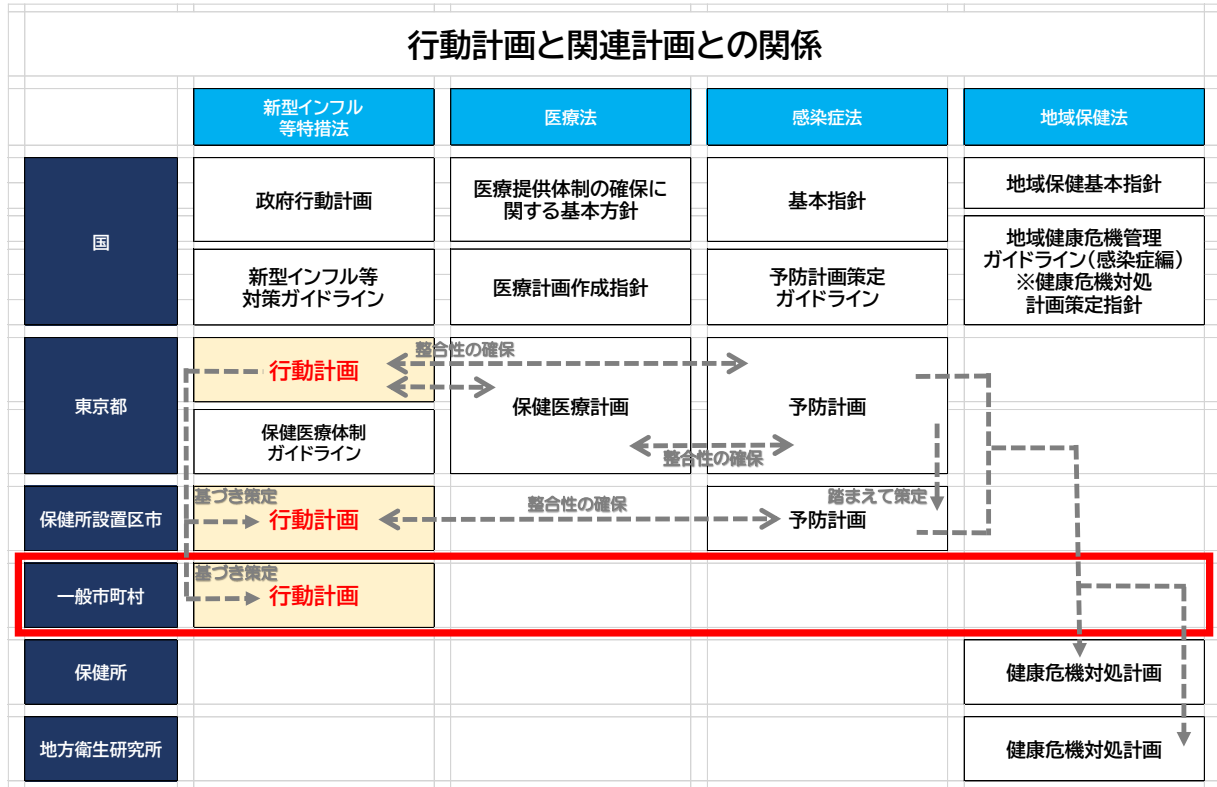 行動計画と関連計画との関係
新型インフル
等特措法
医療法
感染症法
地域保健法
国
政府行動計画
医療提供体制の確保に
関する基本方針
基本指針
地域保健基本指針
新型インフル等
対策ガイドライン
医療計画作成指針
予防計画策定
ガイドライン
地域健康危機管理
ガイドライン(感染症編)
※健康危機対処
計画策定指針
東京都
行動計画
整合性の確保
保健医療体制
ガイドライン
保健医療計画
予防計画
整合性の確保
保健所設置区市
基づき策定
行動計画
整合性の確保
踏まえて策定
予防計画
一般市町村
基づき策定
行動計画
保健所
健康危機対処計画
地方衛生研究所
健康危機対処計画